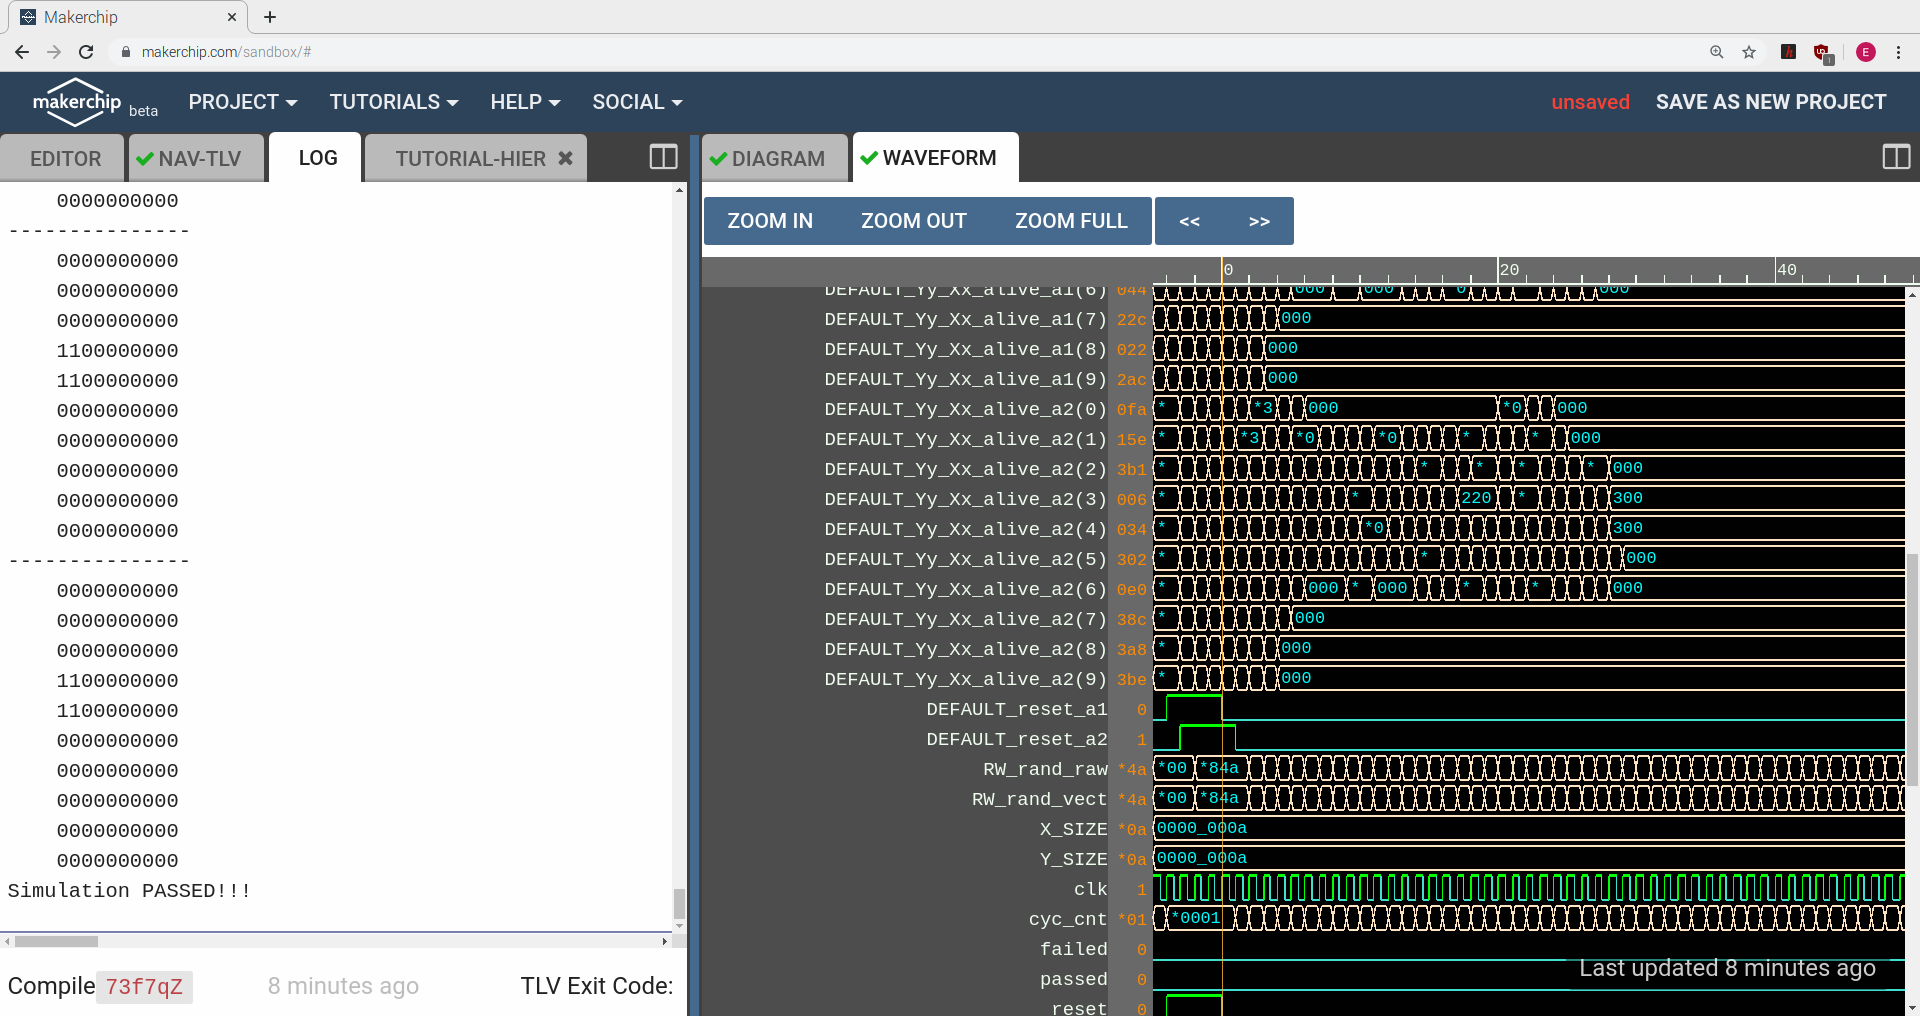 Makerchip
makerchip.com/sandbox/#
E
1
makerchip beta
PROJECT
TUTORIALS
HELP
SOCIAL
unsaved
SAVE AS NEW PROJECT
EDITOR
NAV-TLV
LOG
TUTORIAL-HIER
0000000000
---------------
0000000000
0000000000
0000000000
1100000000
1100000000
0000000000
0000000000
0000000000
0000000000
0000000000
---------------
0000000000
0000000000
0000000000
1100000000
1100000000
0000000000
0000000000
0000000000
0000000000
0000000000
Simulation PASSED!!!
Compile 73f7qZ 8 minutes ago TLV Exit Code:
DIAGRAM
WAVEFORM
ZOOM IN ZOOM OUT ZOOM FULL << >>
0 20 40
DEFAULT_Yy_Xx_alive_a1(6) 044 000 000 0 000
DEFAULT_Yy_Xx_alive_a1(7) 22c 000
DEFAULT_Yy_Xx_alive_a1(8) 022 000
DEFAULT_Yy_Xx_alive_a1(9) 2ac 000
DEFAULT_Yy_Xx_alive_a2(0) 0fa * *3 000 *0 000
DEFAULT_Yy_Xx_alive_a2(1) 15e * *3 *0 *0 * * 000
DEFAULT_Yy_Xx_alive_a2(2) 3b1 * * * * * 000
DEFAULT_Yy_Xx_alive_a2(3) 006 * * 220 * 300
DEFAULT_Yy_Xx_alive_a2(4) 034 * *0 300
DEFAULT_Yy_Xx_alive_a2(5) 302 * * 000
DEFAULT_Yy_Xx_alive_a2(6) 0e0 * 000 * 000 * * 000
DEFAULT_Yy_Xx_alive_a2(7) 38c * 000
DEFAULT_Yy_Xx_alive_a2(8) 3a8 * 000
DEFAULT_Yy_Xx_alive_a2(9) 3be * 000
DEFAULT_reset_a1 0
DEFAULT_reset_a2 1
RW_rand_raw *4a *00 *84a
RW_rand_vect *4a *00 *84a
X_SIZE *0a 0000_000a
Y_SIZE *0a 0000_000a
clk 1
cyc_cnt *01 *0001
failed 0
passed 0
reset 0
Last updated 8 minutes ago